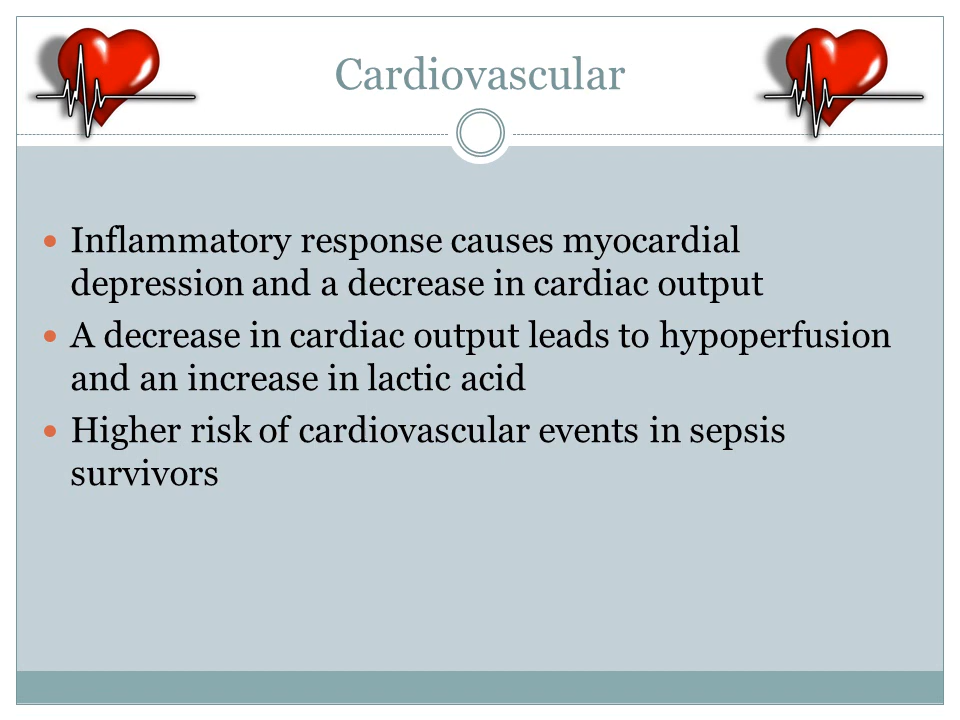 Cardiovascular
• Inflammatory response causes myocardial
depression and a decrease in cardiac output
• A decrease in cardiac output leads to hypoperfusion
and an increase in lactic acid
• Higher risk of cardiovascular events in sepsis
survivors